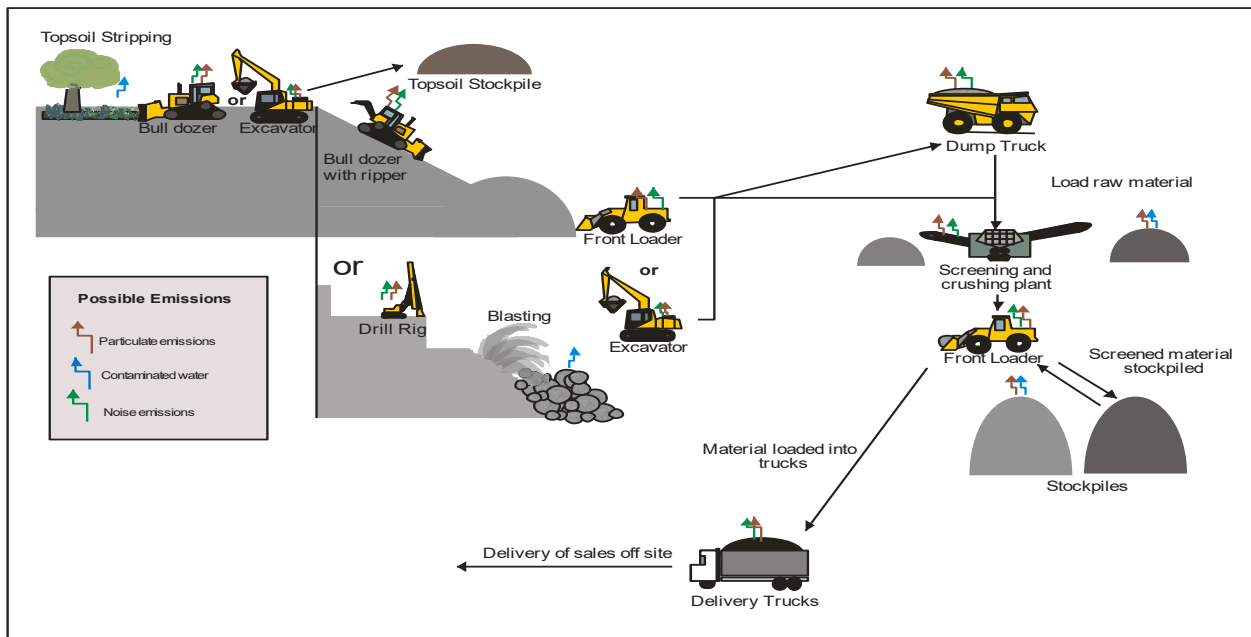 Topsoil Stripping
Bull dozer
or
Excavator
Topsoil Stockpile
Bull dozer
with ripper
Front Loader
or
Drill Rig
Blasting
or
Excavator
Possible Emissions
Particulate emissions
Contaminated water
Noise emissions
Dump Truck
Load raw material
Screening and
crushing plant
Front Loader
Screened material
stockpiled
Stockpiles
Material loaded into
trucks
Delivery of sales off site
Delivery Trucks